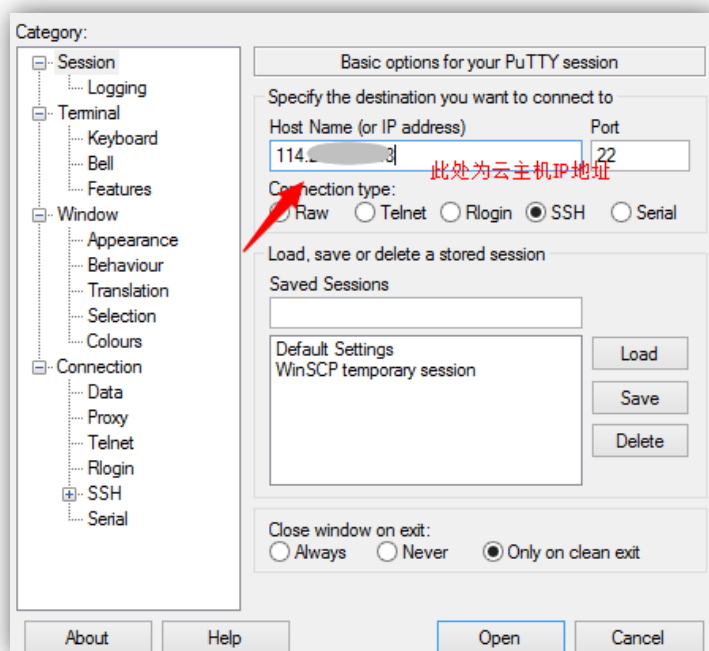 Category:
Session
Logging
Terminal
Keyboard
Bell
Features
Window
Appearance
Behaviour
Translation
Selection
Colours
Connection
Data
Proxy
Telnet
Rlogin
SSH
Serial
Basic options for your PuTTY session
Specify the destination you want to connect to
Host Name (or IP address) Port
114. 3 22
此处为云主机IP地址
Connection type:
Raw Telnet Rlogin SSH Serial
Load, save or delete a stored session
Saved Sessions
Default Settings
WinSCP temporary session
Load
Save
Delete
Close window on exit:
Always Never Only on clean exit
About Help Open Cancel